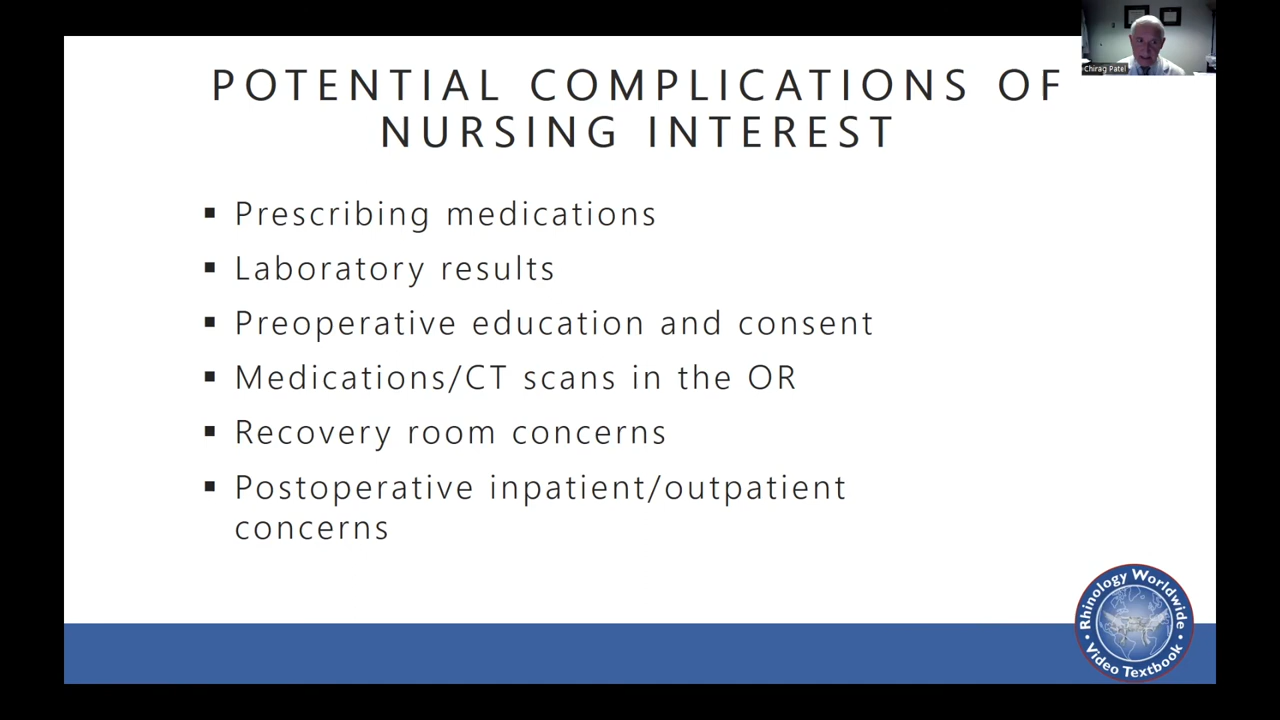 Chirag Patel
POTENTIAL COMPLICATIONS OF
NURSING INTEREST
▪ Prescribing medications
▪ Laboratory results
▪ Preoperative education and consent
▪ Medications/CT scans in the OR
▪ Recovery room concerns
▪ Postoperative inpatient/outpatient
concerns
Rhinology Worldwide
• Video Textbook •